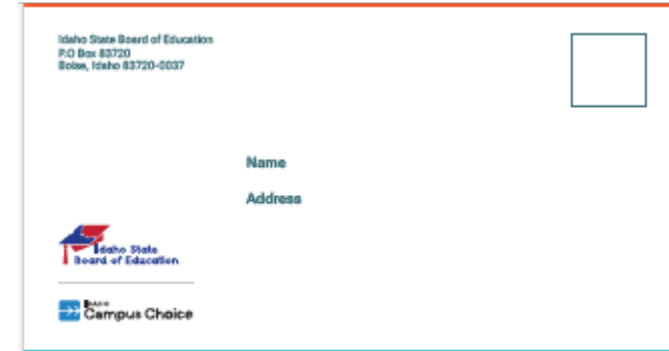 Idaho State Board of Education
P.O Box 83720
Boise, Idaho 83720-0037
Name
Address
Idaho State
Board of Education
Campus Choice